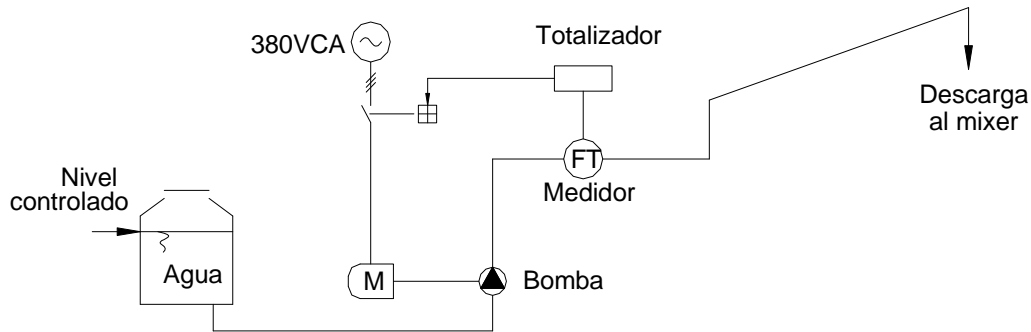 380VCA
Totalizador
Descarga
al mixer
FT
Medidor
Nivel
controlado
Agua
M
Bomba